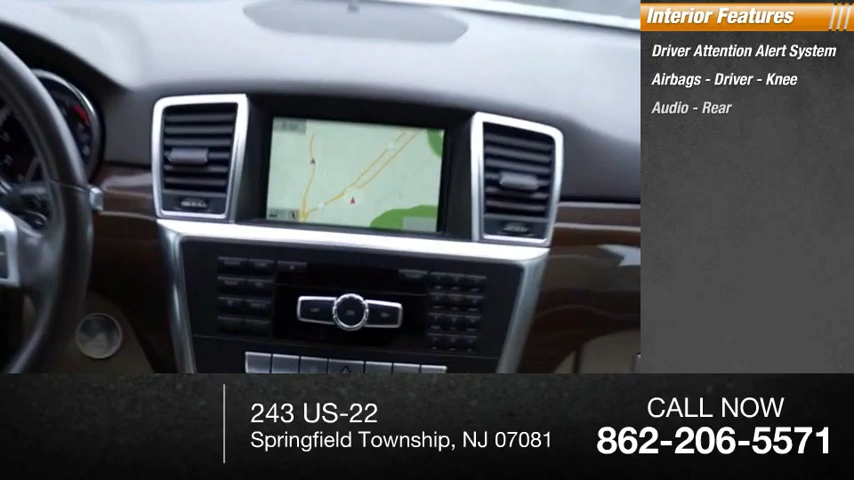 Interior Features
Driver Attention Alert System
Airbags - Driver - Knee
Audio - Rear
243 US-22
Springfield Township, NJ 07081
CALL NOW
862-206-5571